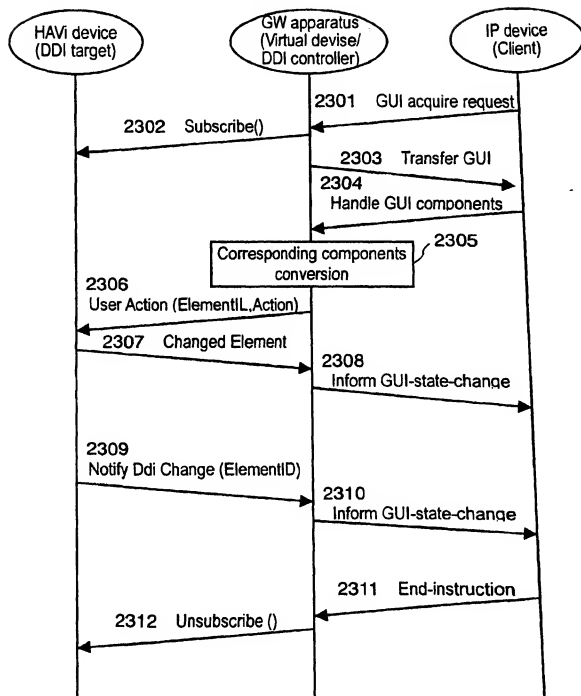 HAVi device
(DDI target)
GW apparatus
(Virtual devise/
DDI controller)
IP device
(Client)
2301 GUI acquire request
2302 Subscribe()
2303 Transfer GUI
2304
Handle GUI components
Corresponding components
conversion
2305
2306
User Action (ElementIL,Action)
2307 Changed Element
2308
Inform GUI-state-change
2309
Notify Ddi Change (ElementID)
2310
Inform GUI-state-change
2311 End-instruction
2312 Unsubscribe ()